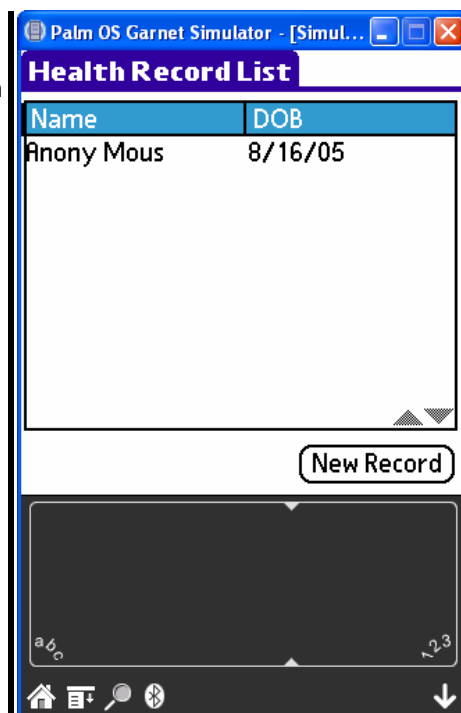 Palm OS Garnet Simulator - [Simul...
Health Record List
Name DOB
Anony Mous 8/16/05
New Record
abc 123